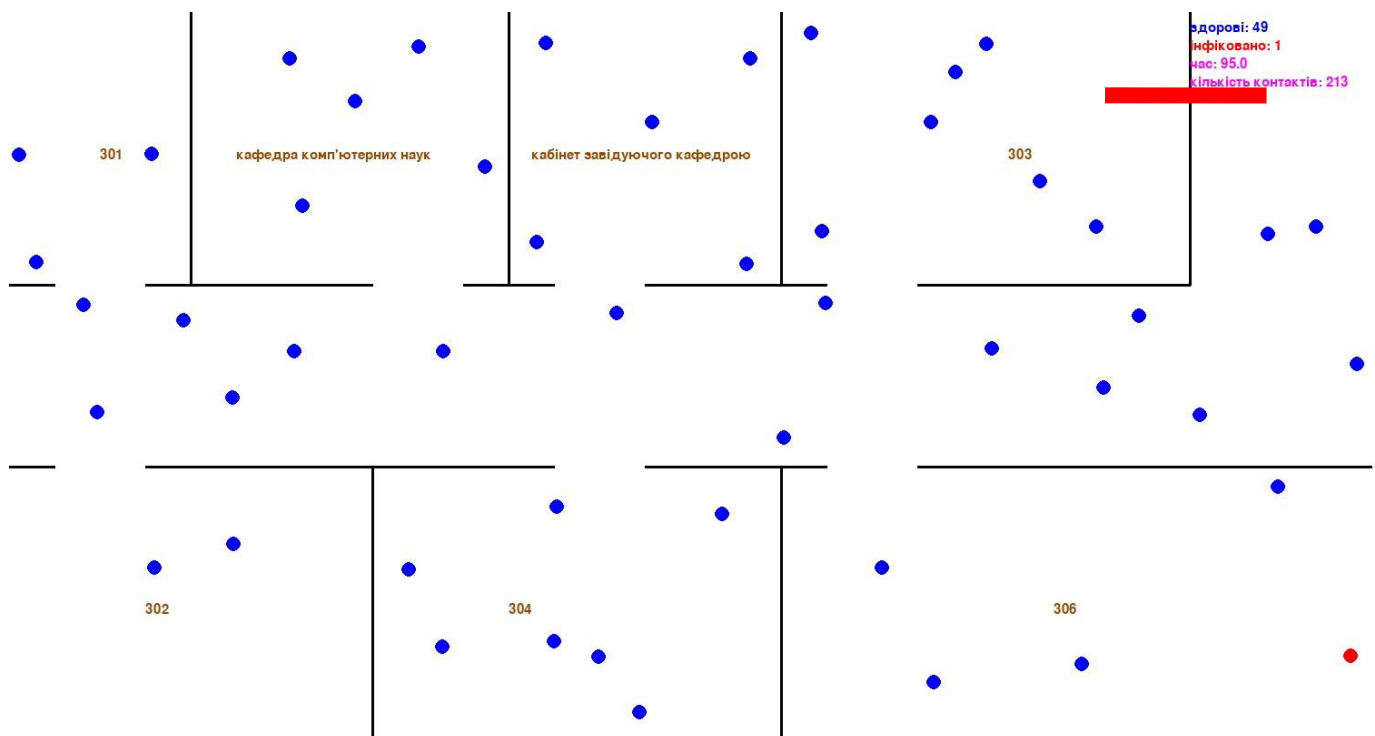 здорові: 49
інфіковано: 1
час: 95.0
кількість контактів: 213
301
кафедра комп'ютерних наук
кабінет завідуючого кафедрою
303
302
304
306